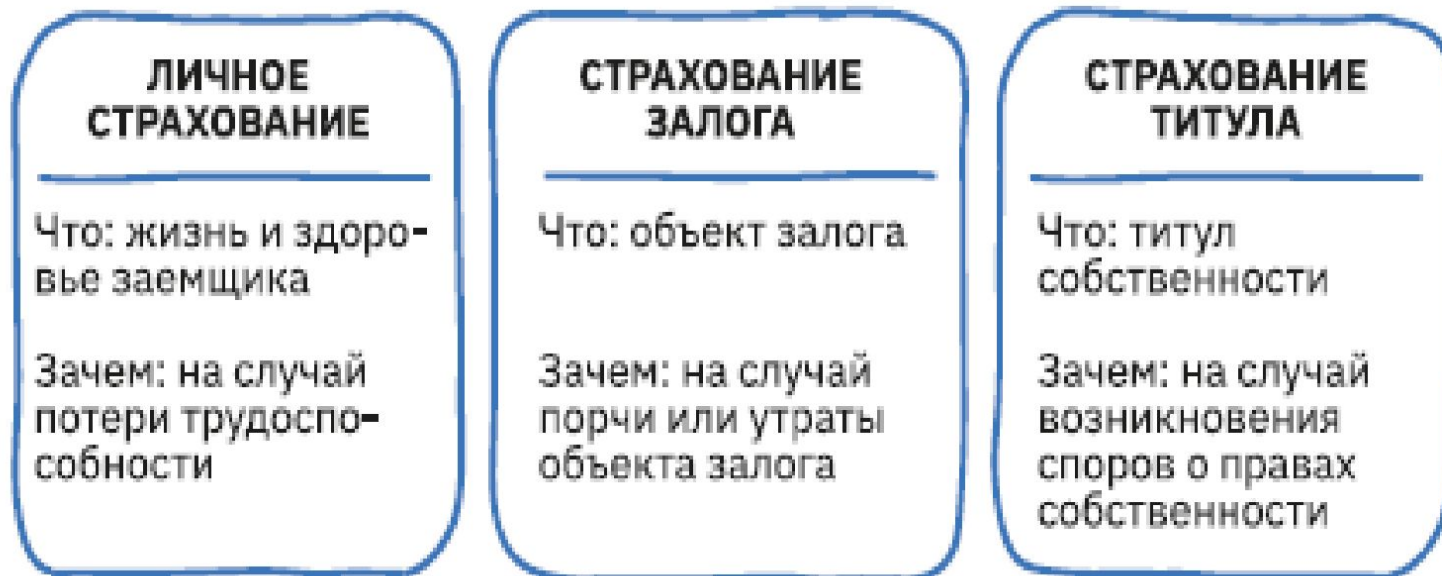 ЛИЧНОЕ
СТРАХОВАНИЕ
Что: жизнь и здоро-
вье заемщика
Зачем: на случай
потери трудоспо-
собности
СТРАХОВАНИЕ
ЗАЛОГА
Что: объект залога
Зачем: на случай
порчи или утраты
объекта залога
СТРАХОВАНИЕ
ТИТУЛА
Что: титул
собственности
Зачем: на случай
возникновения
споров о правах
собственности